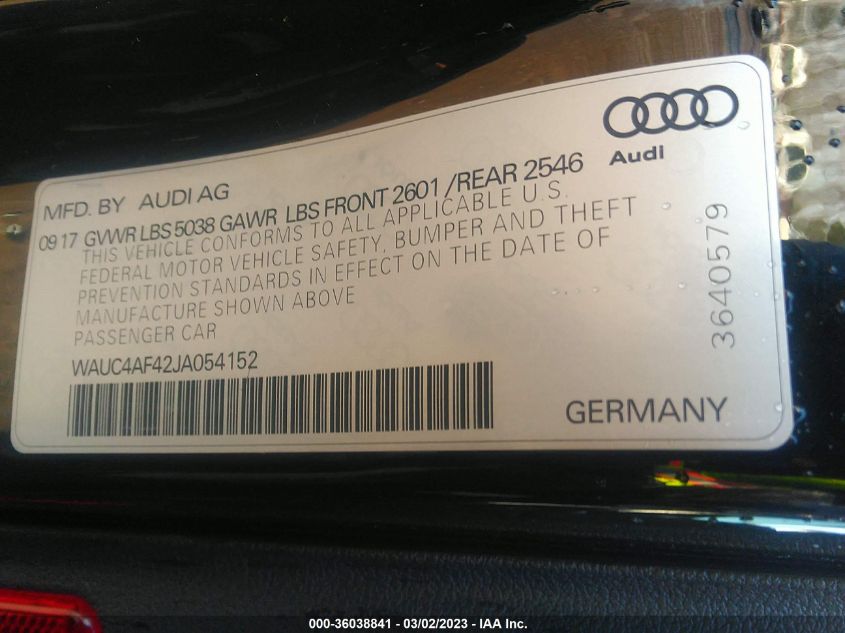 Audi
MFD. BY AUDI AG
09 17 GVWR LBS 5038 GAWR LBS FRONT 2601 /REAR 2546
THIS VEHICLE CONFORMS TO ALL APPLICABLE U.S.
FEDERAL MOTOR VEHICLE SAFETY, BUMPER AND THEFT
PREVENTION STANDARDS IN EFFECT ON THE DATE OF
MANUFACTURE SHOWN ABOVE
PASSENGER CAR
WAUC4AF42JA054152
GERMANY
3640579
000-36038841 - 03/02/2023 - IAA Inc.